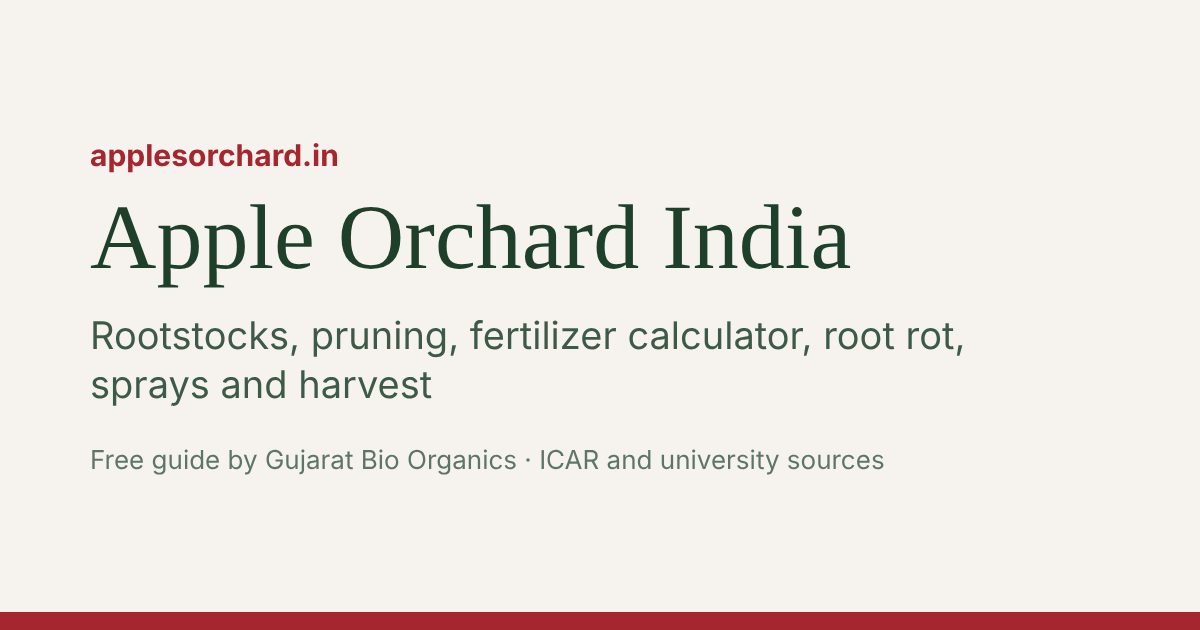 applesorchard.in
Apple Orchard India
Rootstocks, pruning, fertilizer calculator, root rot,
sprays and harvest
Free guide by Gujarat Bio Organics · ICAR and university sources